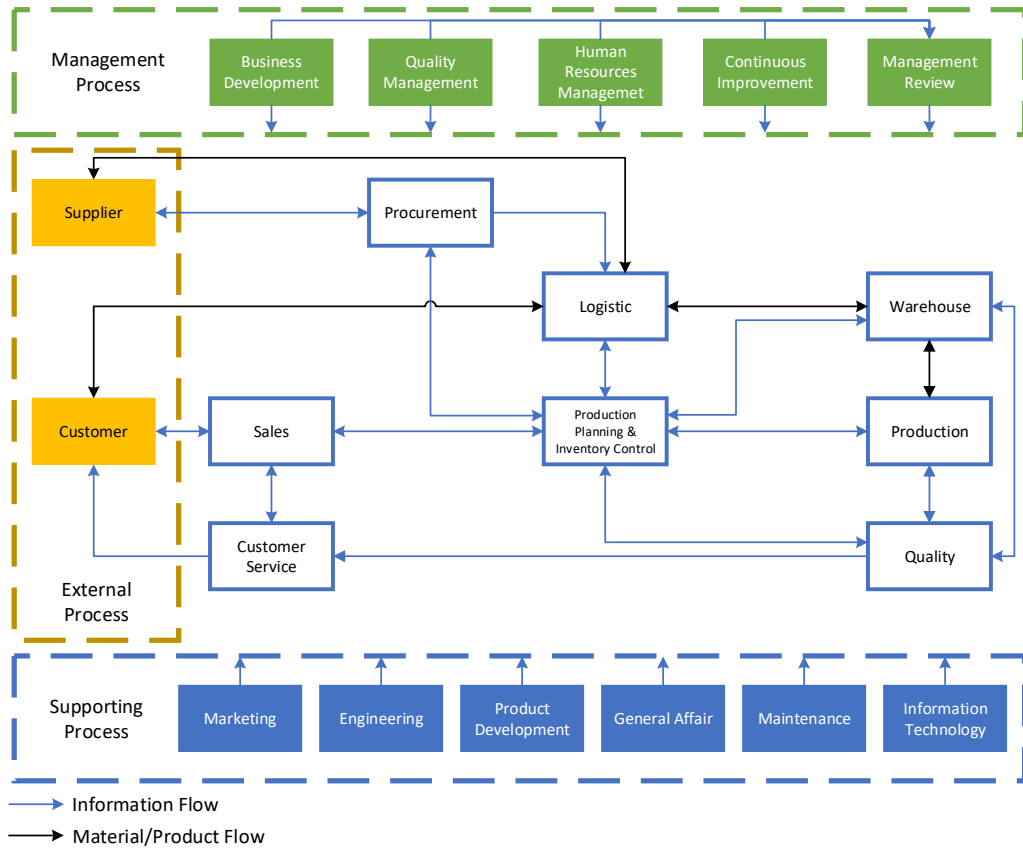 Management
Process
Business
Development
Quality
Management
Human
Resources
Managemet
Continuous
Improvement
Management
Review
Supplier
Procurement
Logistic
Warehouse
Customer
Sales
Production
Planning &
Inventory Control
Production
Customer
Service
Quality
External
Process
Supporting
Process
Marketing
Engineering
Product
Development
General Affair
Maintenance
Information
Technology
Information Flow
Material/Product Flow